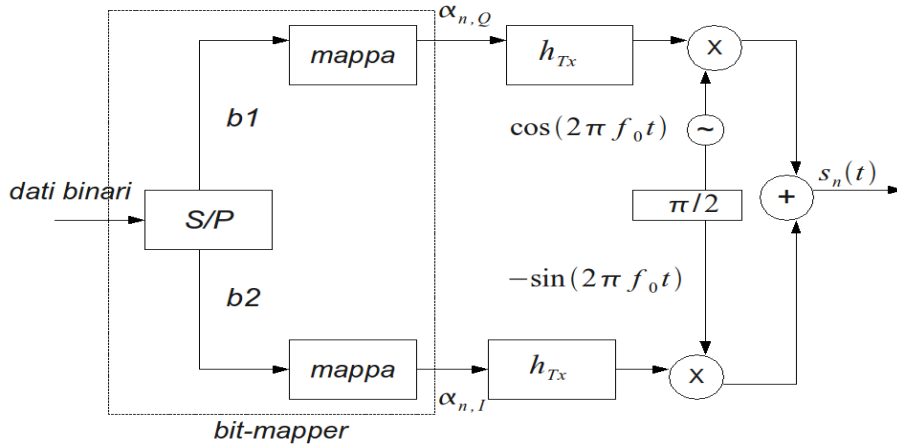 α_{n,Q}
mappa
h_{Tx}
X
b1
cos(2π f_0 t)
~
dati binari
S/P
π/2
+
s_n(t)
b2
−sin(2π f_0 t)
mappa
h_{Tx}
X
α_{n,I}
bit-mapper